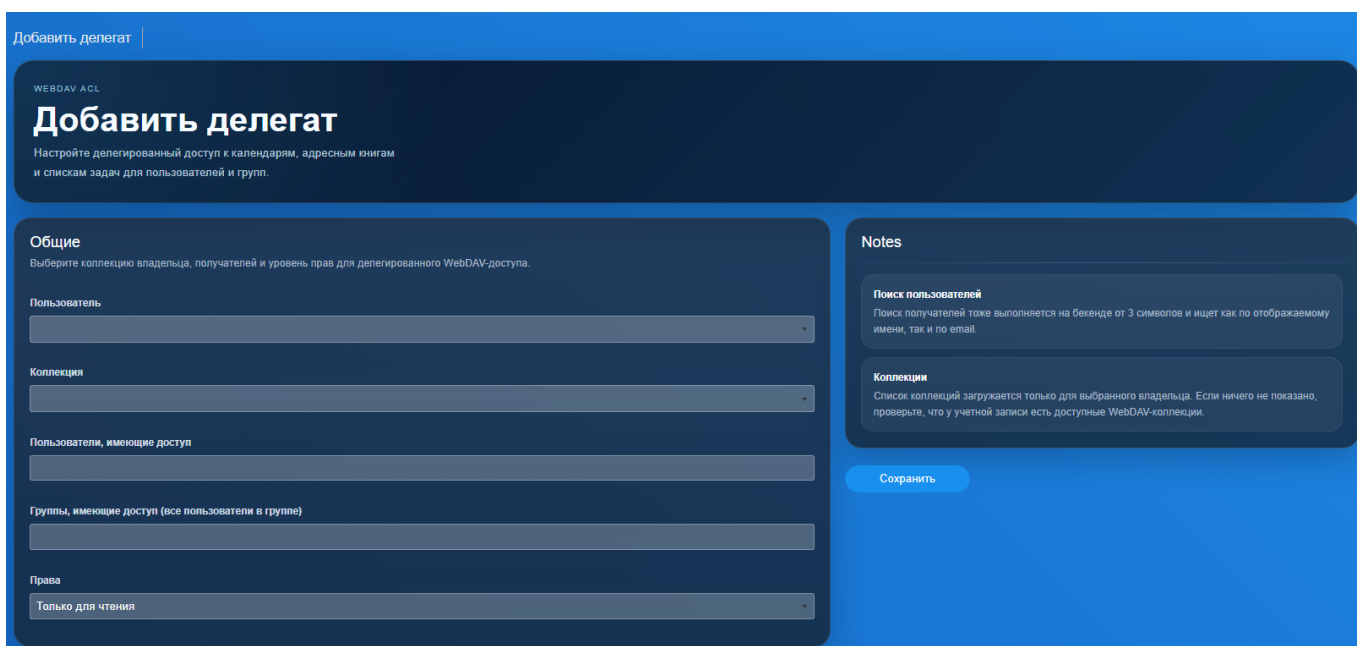 Добавить делегат
WEBDAV ACL
Добавить делегат
Настройте делегированный доступ к календарям, адресным книгам
и спискам задач для пользователей и групп.
Общие
Выберите коллекцию владельца, получателей и уровень прав для делегированного WebDAV-доступа.
Пользователь
Коллекция
Пользователи, имеющие доступ
Группы, имеющие доступ (все пользователи в группе)
Права
Только для чтения
Notes
Поиск пользователей
Поиск получателей тоже выполняется на бекенде от 3 символов и ищет как по отображаемому
имени, так и по email.
Коллекции
Список коллекций загружается только для выбранного владельца. Если ничего не показано,
проверьте, что у учетной записи есть доступные WebDAV-коллекции.
Сохранить